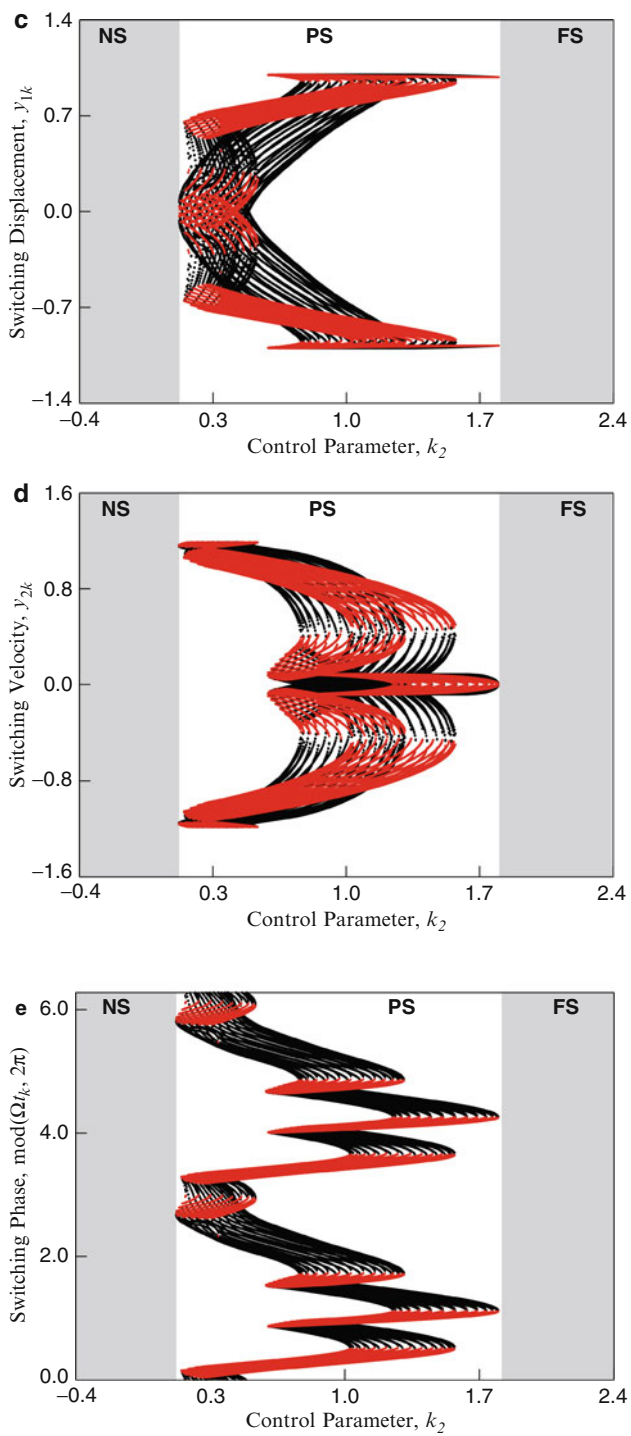 c
NS PS FS
1.4
0.7
0.0
−0.7
−1.4
Switching Displacement, y1k
−0.4 0.3 1.0 1.7 2.4
Control Parameter, k2
d
NS PS FS
1.6
0.8
0.0
−0.8
−1.6
Switching Velocity, y2k
−0.4 0.3 1.0 1.7 2.4
Control Parameter, k2
e
NS PS FS
6.0
4.0
2.0
0.0
Switching Phase, mod(Ωtk, 2π)
−0.4 0.3 1.0 1.7 2.4
Control Parameter, k2